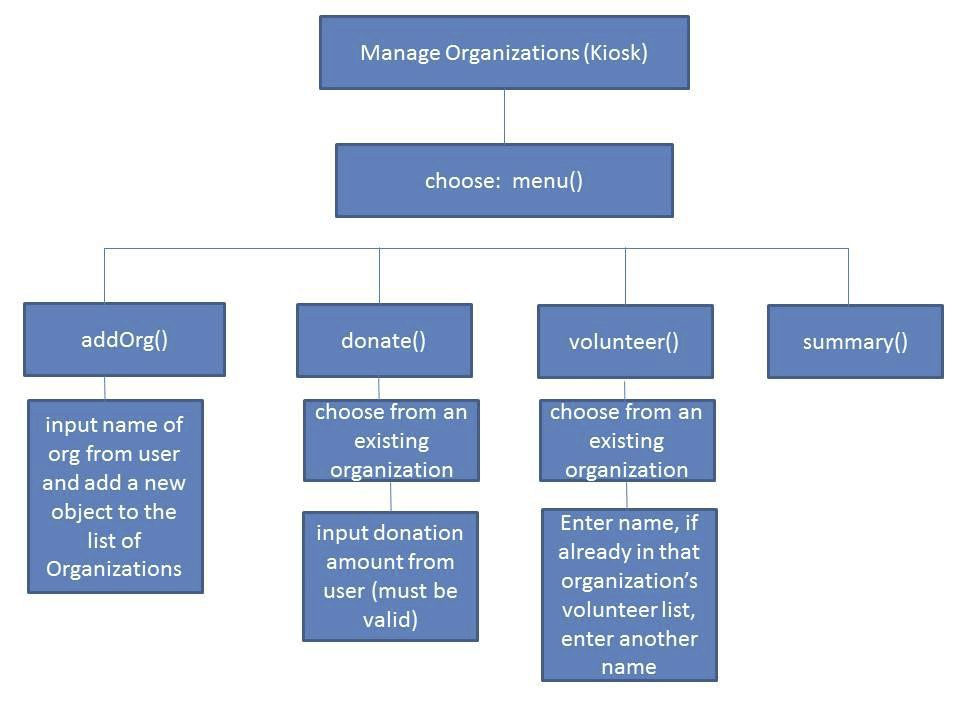 Manage Organizations (Kiosk)
choose: menu()
addOrg()
donate()
volunteer()
summary()
input name of
org from user
and add a new
object to the
list of
Organizations
choose from an
existing
organization
input donation
amount from
user (must be
valid)
choose from an
existing
organization
Enter name, if
already in that
organization’s
volunteer list,
enter another
name